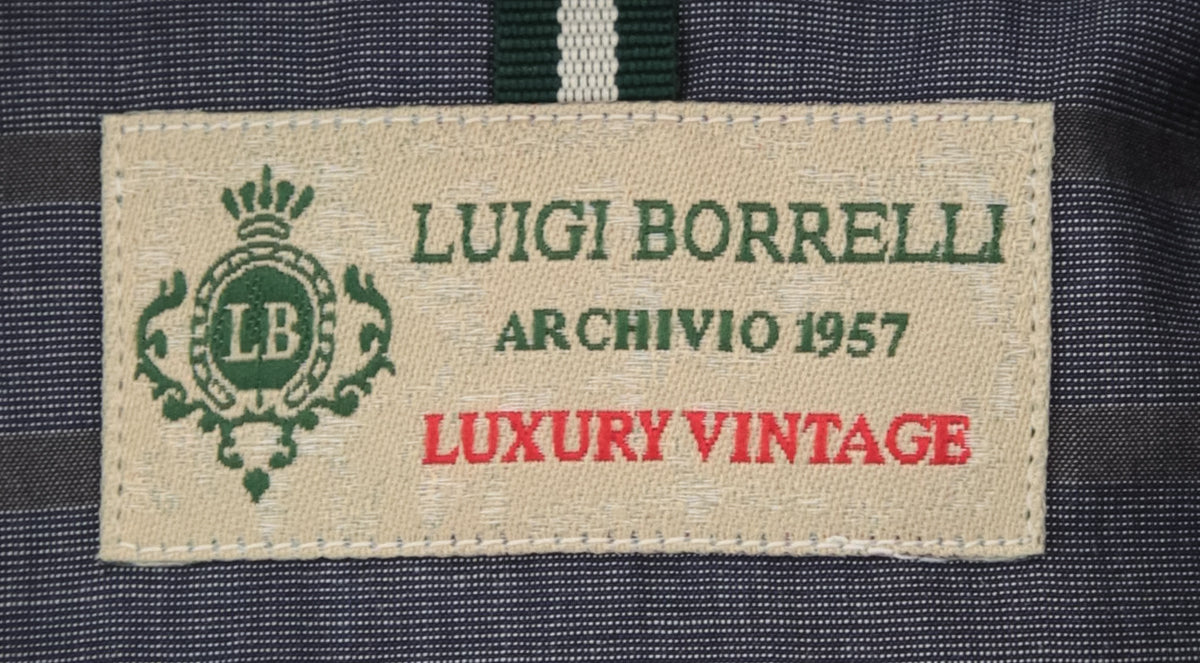 LB
LUIGI BORRELLI
ARCHIVIO 1957
LUXURY VINTAGE